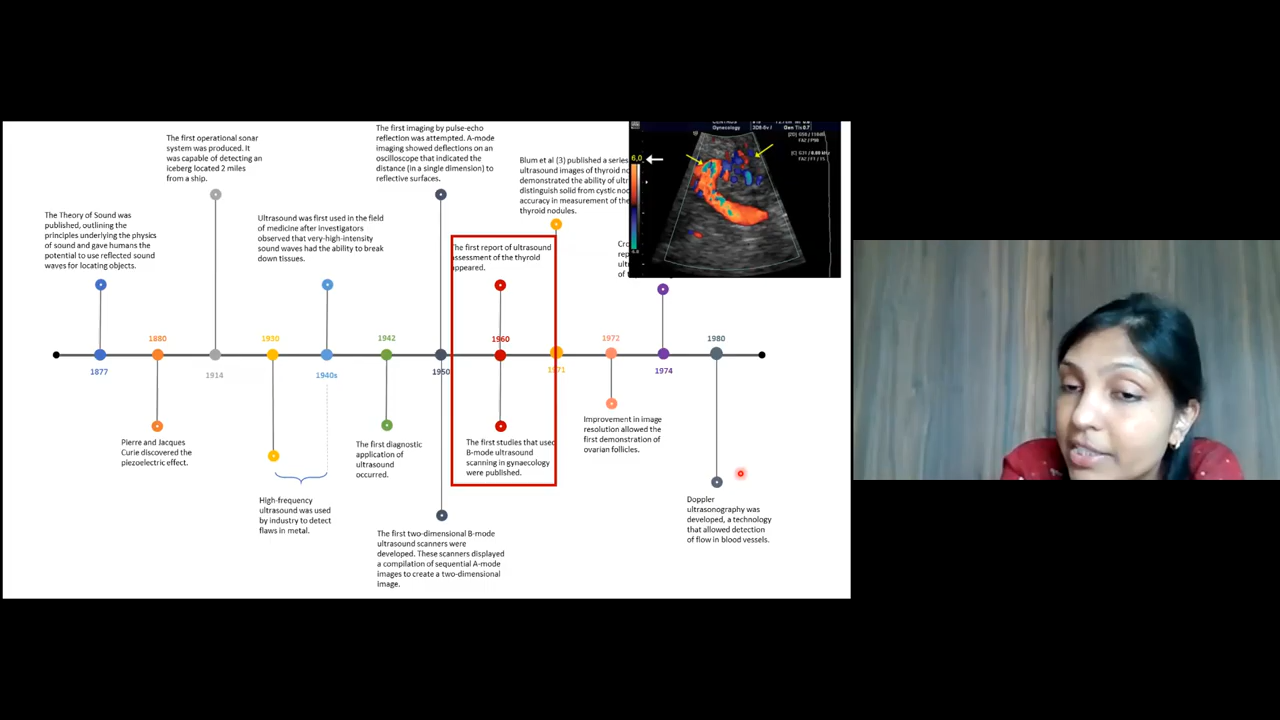 The first operational sonar
system was produced. It
was capable of detecting an
iceberg located 2 miles
from a ship.
The first imaging by pulse-echo
reflection was attempted. A-mode
imaging showed deflections on an
oscilloscope that indicated the
distance (in a single dimension) to
reflective surfaces.
Blum et al (3) published a series
ultrasound images of thyroid no
demonstrated the ability of ultr
distinguish solid from cystic noc
accuracy in measurement of the
thyroid nodules.
Gynaecology
6.0
The Theory of Sound was
published, outlining the
principles underlying the physics
of sound and gave humans the
potential to use reflected sound
waves for locating objects.
Ultrasound was first used in the field
of medicine after investigators
observed that very-high-intensity
sound waves had the ability to break
down tissues.
The first report of ultrasound
assessment of the thyroid
appeared.
Cro
rep
ultr
of t
1877
1880
1914
1930
1940s
1942
1950
1960
1971
1972
1974
1980
Pierre and Jacques
Curie discovered the
piezoelectric effect.
High-frequency
ultrasound was used
by industry to detect
flaws in metal.
The first diagnostic
application of
ultrasound
occurred.
The first two-dimensional B-mode
ultrasound scanners were
developed. These scanners displayed
a compilation of sequential A-mode
images to create a two-dimensional
image.
The first studies that used
B-mode ultrasound
scanning in gynaecology
were published.
Improvement in image
resolution allowed the
first demonstration of
ovarian follicles.
Doppler
ultrasonography was
developed, a technology
that allowed detection
of flow in blood vessels.